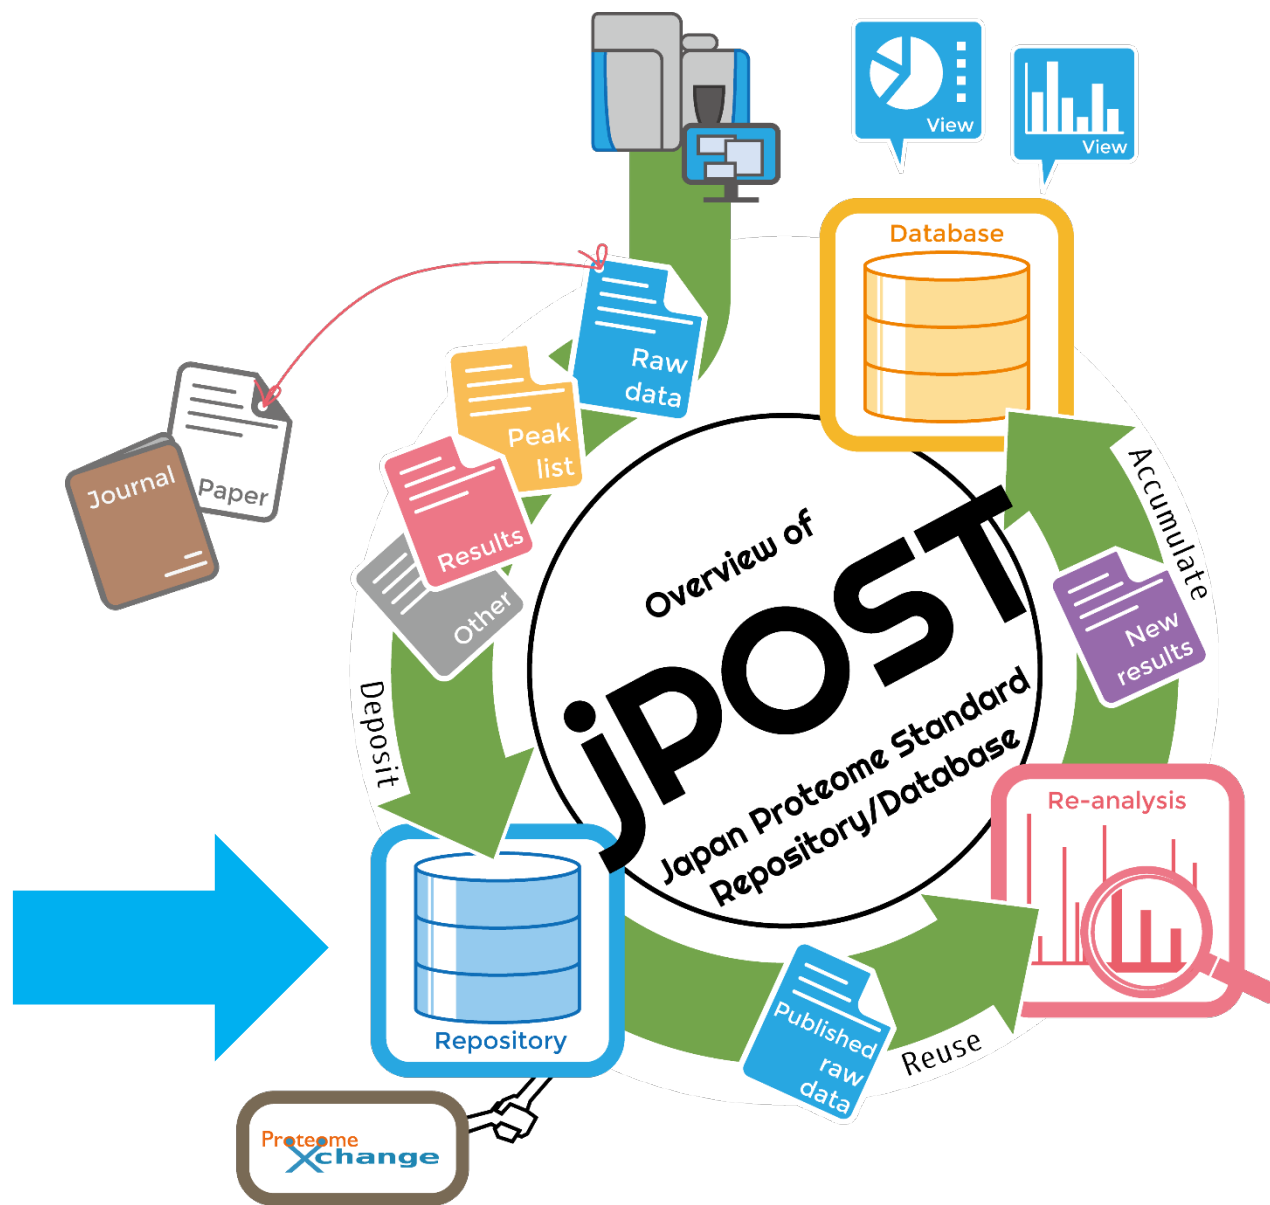 View
View
Database
Raw
data
Peak
list
Results
Other
Journal
Paper
Deposit
Overview of
jPOST
Japan Proteome Standard
Repository/Database
Accumulate
New
results
Re-analysis
Reuse
Published
raw
data
Repository
Proteome
Xchange